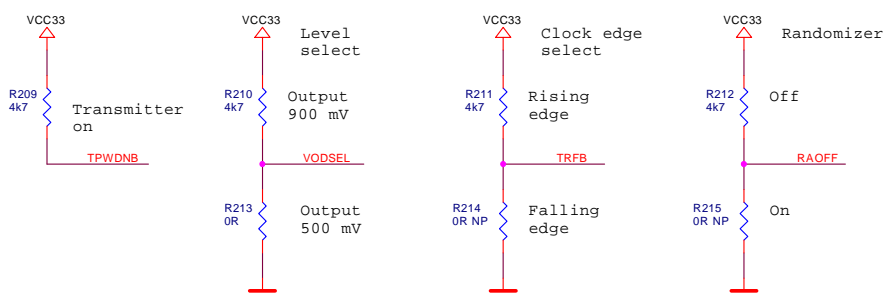 VCC33
VCC33
Level
select
VCC33
Clock edge
select
VCC33
Randomizer
R209
4k7
Transmitter
on
R210
4k7
Output
900 mV
R211
4k7
Rising
edge
R212
4k7
Off
TPWDNB
VODSEL
TRFB
RAOFF
R213
0R
Output
500 mV
R214
0R NP
Falling
edge
R215
0R NP
On